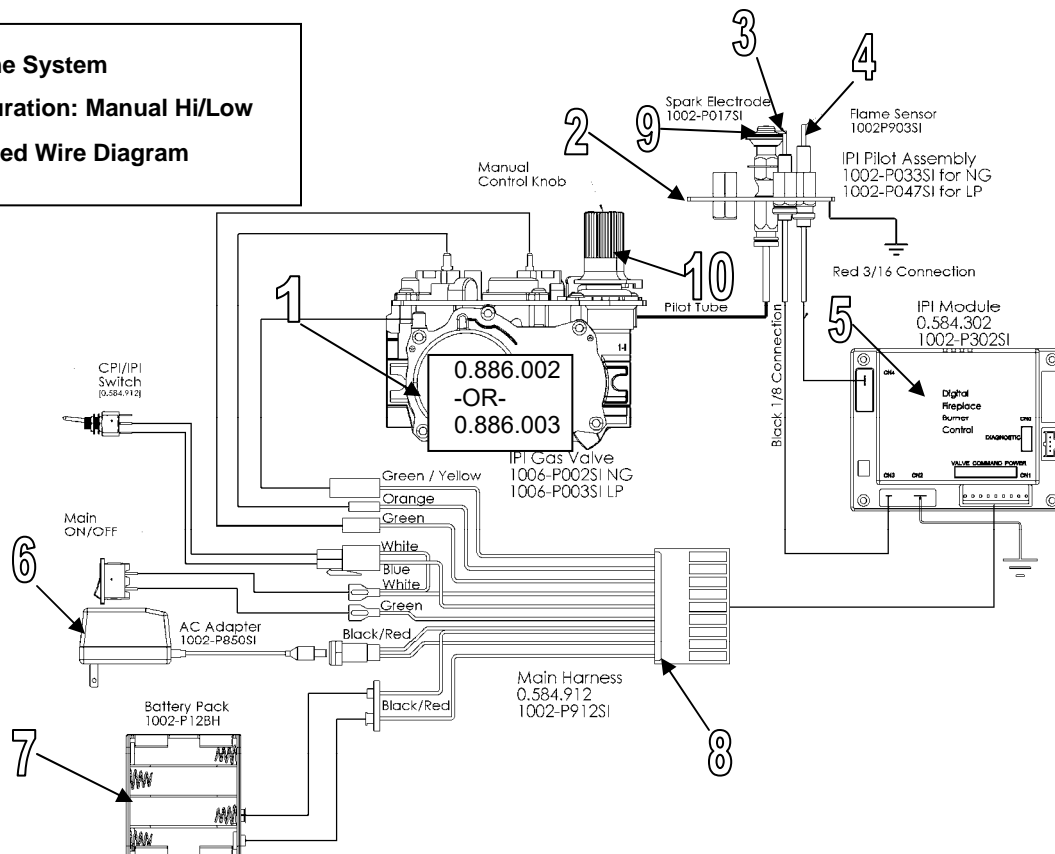 ne System
uration: Manual Hi/Low
ed Wire Diagram
3
4
Spark Electrode
1002-P017SI
9
2
Flame Sensor
1002P903SI
IPI Pilot Assembly
1002-P033SI for NG
1002-P047SI for LP
Manual
Control Knob
10
Pilot Tube
Red 3/16 Connection
Black 1/8 Connection
1
5
IPI Module
0.584.302
1002-P302SI
CN4
Digital
Fireplace
Burner
Control
DIAGNOSTIC
VALVE COMMAND POWER
CN1
CN3
CN2
CPI/IPI
Switch
[0.584.912]
0.886.002
-OR-
0.886.003
1-I
IPI Gas Valve
1006-P002SI NG
1006-P003SI LP
Green / Yellow
Orange
Green
White
Blue
White
Green
Main
ON/OFF
6
AC Adapter
1002-P850SI
Black/Red
Main Harness
0.584.912
1002-P912SI
8
Battery Pack
1002-P12BH
Black/Red
7